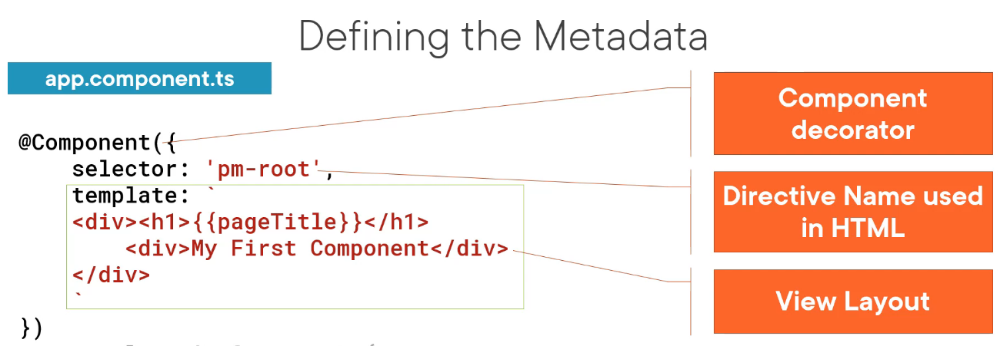 Defining the Metadata
app.component.ts
@Component({
selector: 'pm-root',
template: `
<div><h1>{{pageTitle}}</h1>
<div>My First Component</div>
</div>
`
})
Component
decorator
Directive Name used
in HTML
View Layout